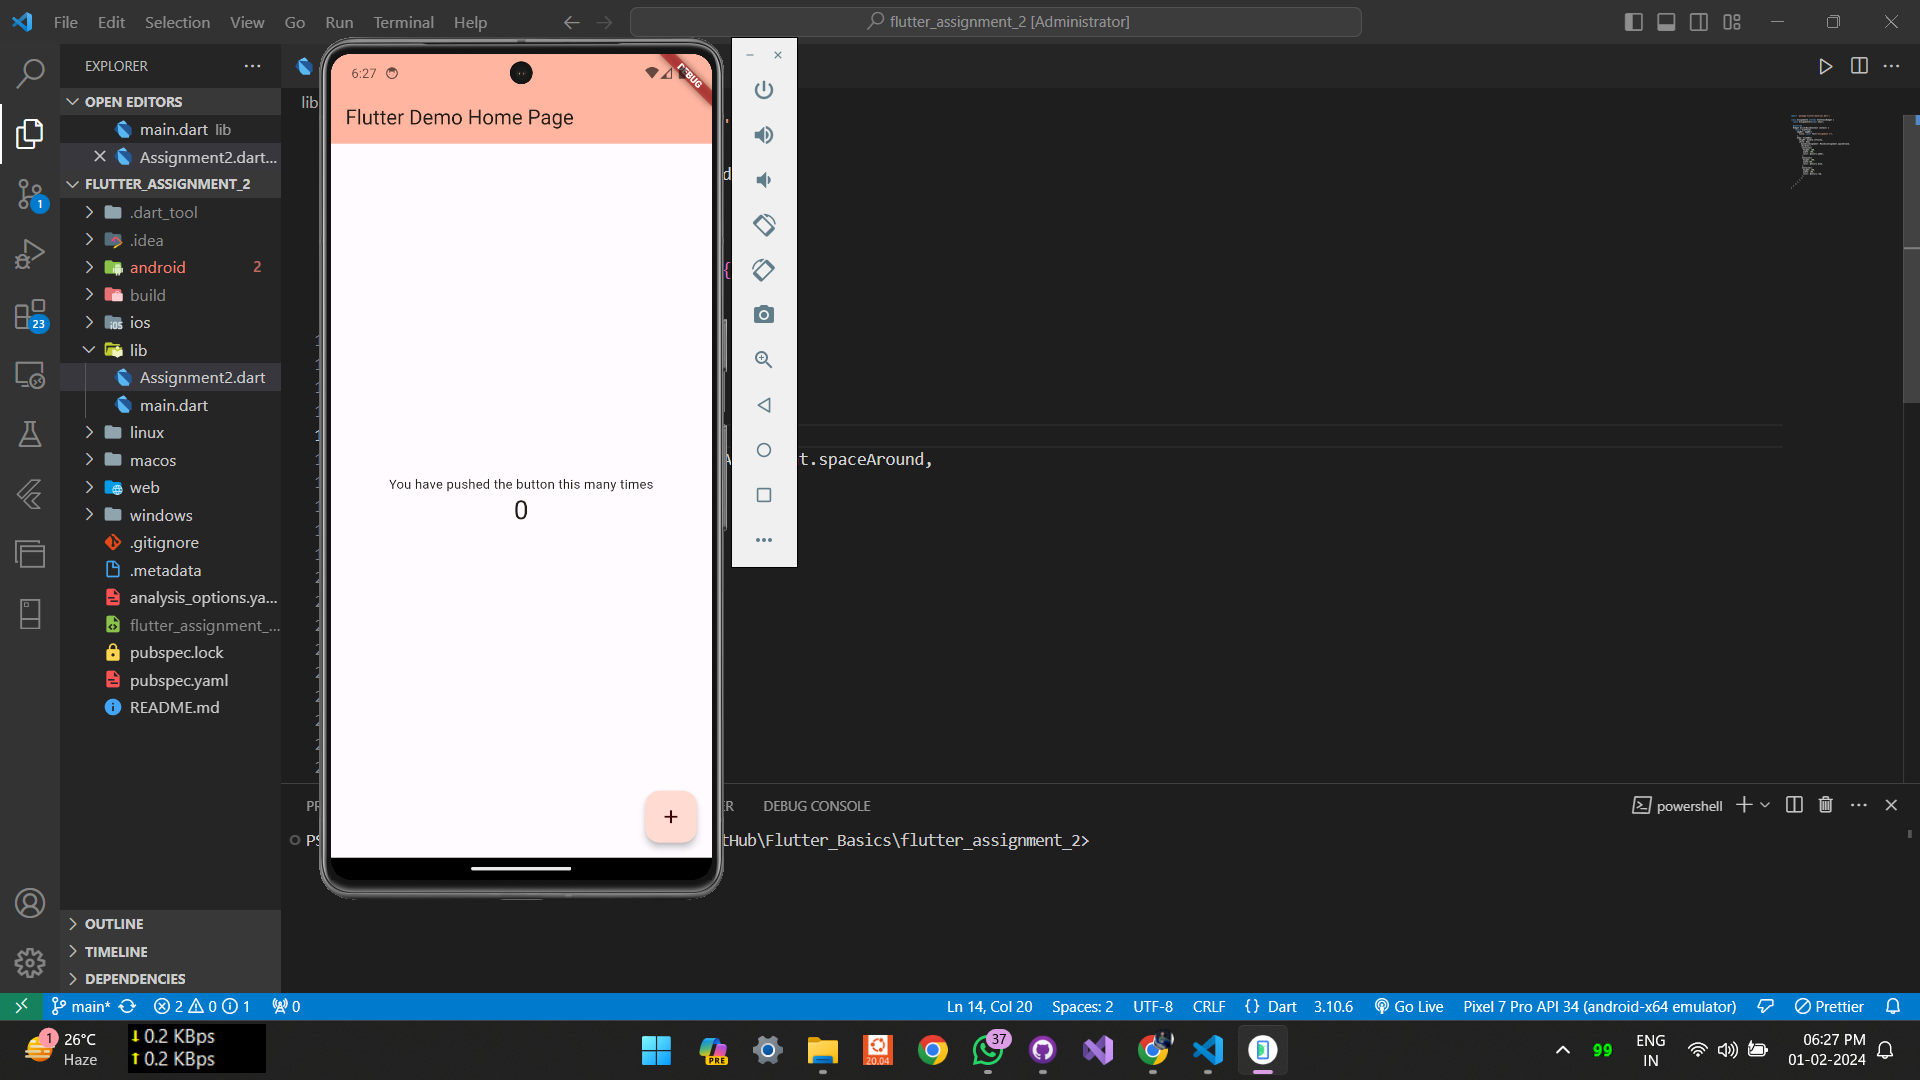 File Edit Selection View Go Run Terminal Help
flutter_assignment_2 [Administrator]
EXPLORER
OPEN EDITORS
main.dart lib
Assignment2.dart...
FLUTTER_ASSIGNMENT_2
.dart_tool
.idea
android 2
build
ios
lib
Assignment2.dart
main.dart
linux
macos
web
windows
.gitignore
.metadata
analysis_options.ya...
flutter_assignment_...
pubspec.lock
pubspec.yaml
README.md
OUTLINE
TIMELINE
DEPENDENCIES
1
23
lib
6:27
DEBUG
Flutter Demo Home Page
You have pushed the button this many times
0
+
d
{
t.spaceAround,
DEBUG CONSOLE
powershell
tHub\Flutter_Basics\flutter_assignment_2>
main* 2 0 1 0
Ln 14, Col 20 Spaces: 2 UTF-8 CRLF {} Dart 3.10.6 Go Live Pixel 7 Pro API 34 (android-x64 emulator) Prettier
1
26°C
Haze
0.2 KBps
0.2 KBps
PRE
20.04
37
99
ENG
IN
06:27 PM
01-02-2024